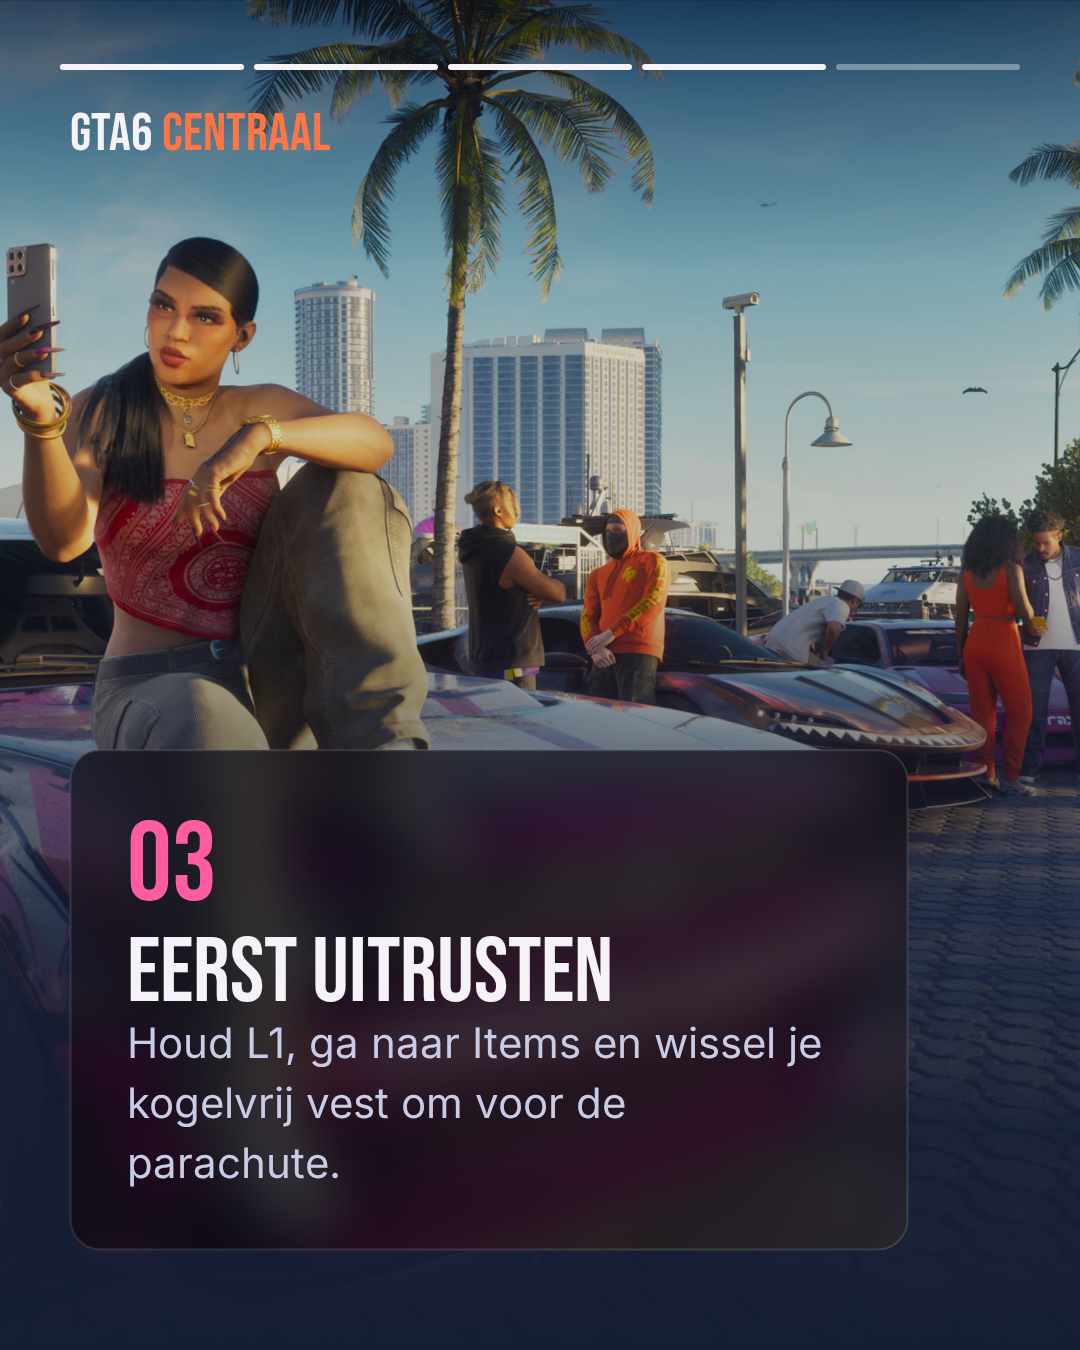 GTA6 CENTRAAL
03
EERST UITRUSTEN
Houd L1, ga naar Items en wissel je
kogelvrij vest om voor de
parachute.